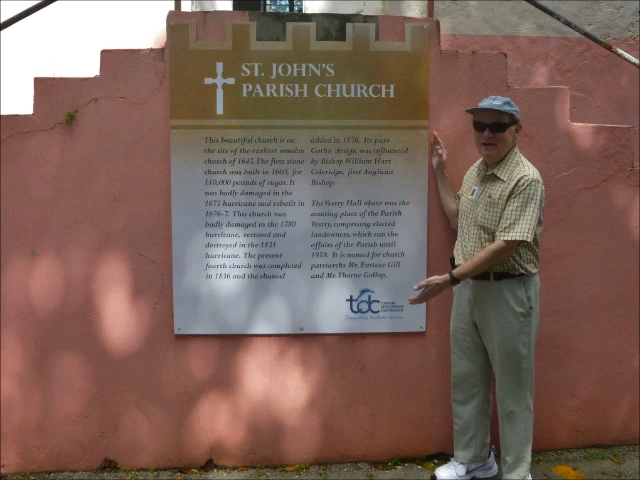 ST. JOHN'S
PARISH CHURCH
This beautiful church is on
the site of the earliest wooden
church of 1645. The first stone
church was built in 1660, for
110,000 pounds of sugar. It
was badly damaged in the
1675 hurricane and rebuilt in
1676-7. This church was
badly damaged in the 1780
hurricane, restored and
destroyed in the 1831
hurricane. The present
fourth church was completed
in 1836 and the chancel
added in 1876. Its pure
Gothic design was influenced
by Bishop William Hart
Coleridge, first Anglican
Bishop.
The Vestry Hall above was the
meeting place of the Parish
Vestry, comprising elected
landowners, which ran the
affairs of the Parish until
1959. It is named for church
patriarchs Mr. Eustace Gill
and Mr. Thorne Gollop.
tdc